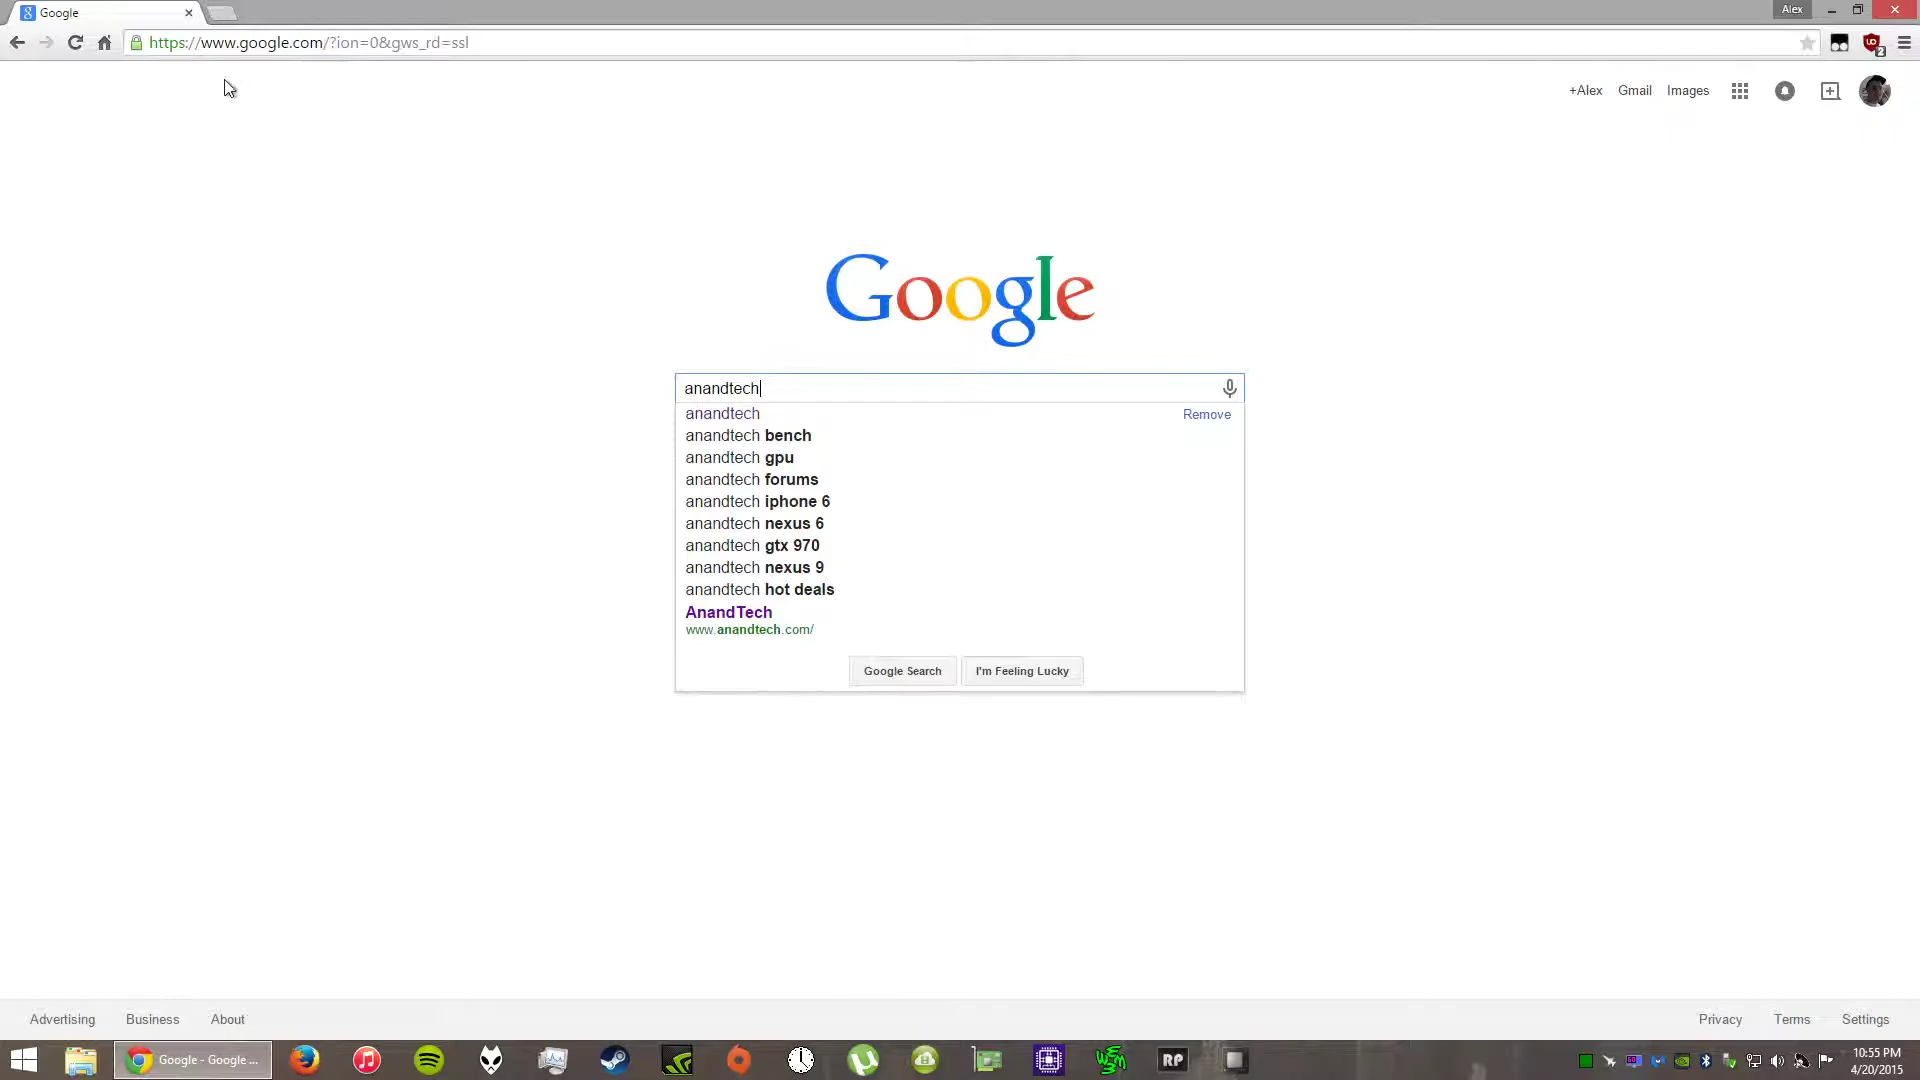 Google
Alex
https://www.google.com/?ion=0&gws_rd=ssl
2
+Alex Gmail Images
Google
anandtech
anandtech Remove
anandtech bench
anandtech gpu
anandtech forums
anandtech iphone 6
anandtech nexus 6
anandtech gtx 970
anandtech nexus 9
anandtech hot deals
AnandTech
www.anandtech.com/
Google Search I'm Feeling Lucky
Advertising Business About Privacy Terms Settings
Google - Google ...
RP
10:55 PM
4/20/2015